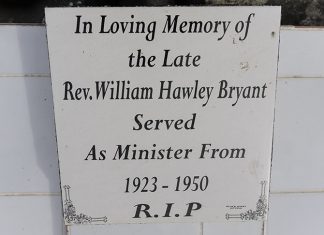 In Loving Memory of
the Late
Rev. William Hawley Bryant
Served
As Minister From
1923 - 1950
R.I.P